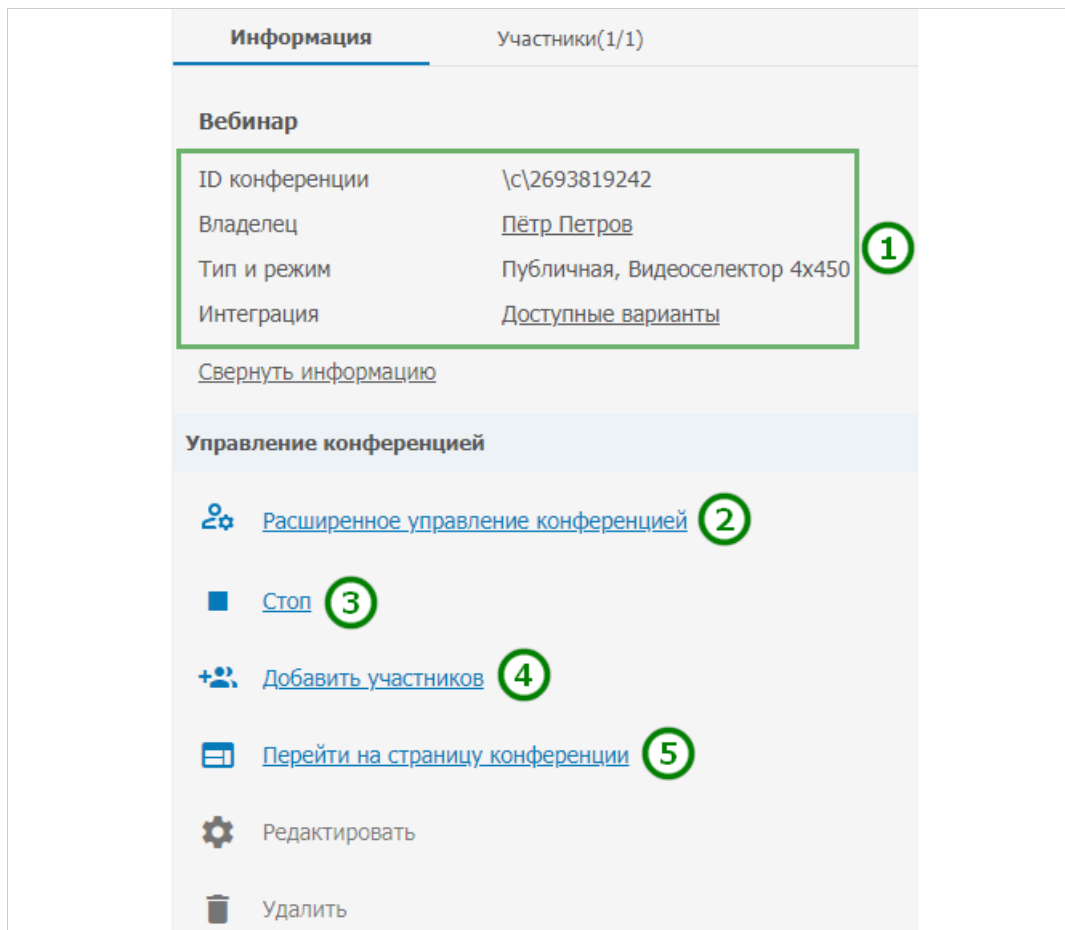 Информация Участники(1/1)
Вебинар
ID конференции \c\2693819242
Владелец Пётр Петров
Тип и режим Публичная, Видеоселектор 4x450
1
Интеграция Доступные варианты
Свернуть информацию
Управление конференцией
Расширенное управление конференцией 2
Стоп 3
Добавить участников 4
Перейти на страницу конференции 5
Редактировать
Удалить